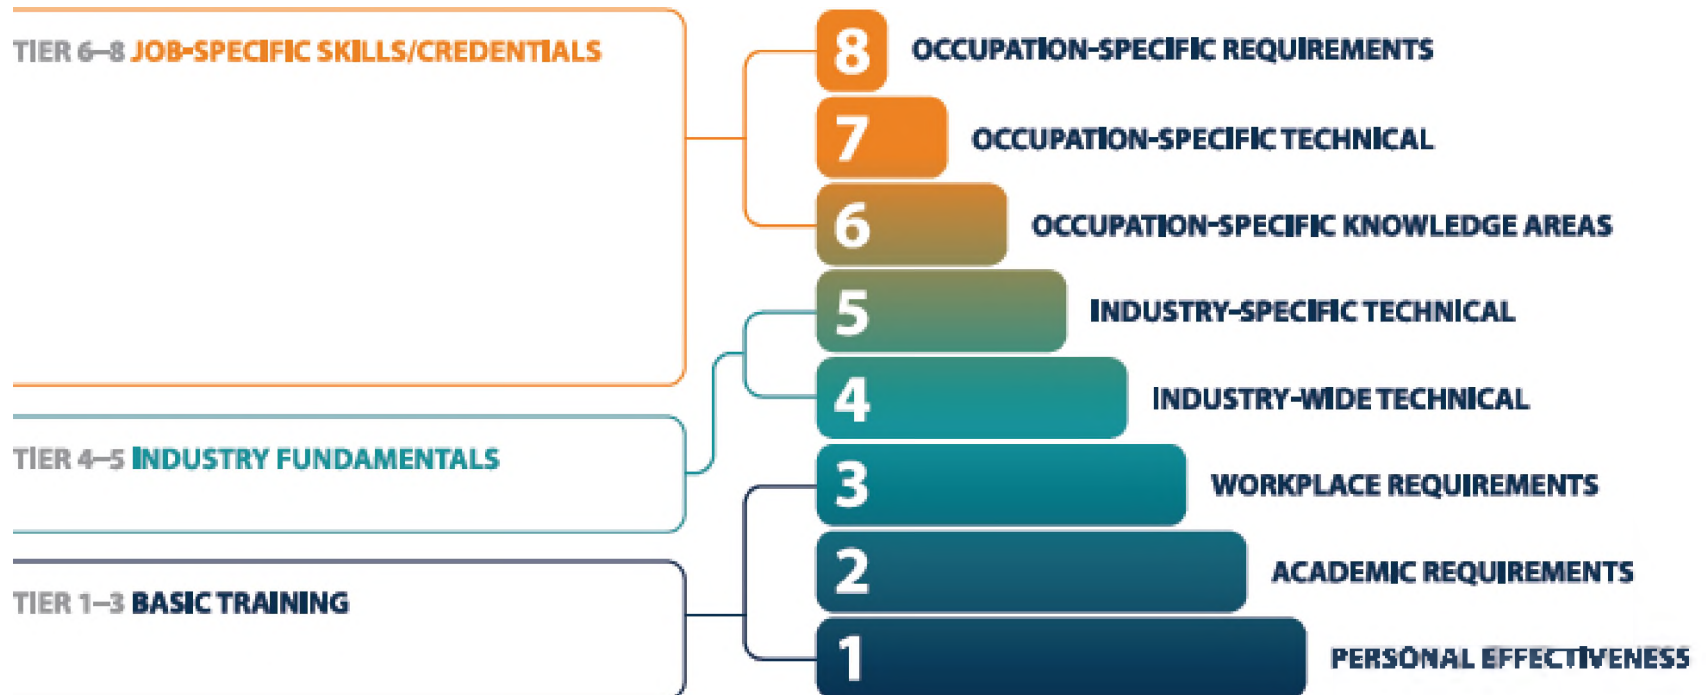 TIER 6–8 JOB-SPECIFIC SKILLS/CREDENTIALS
8 OCCUPATION-SPECIFIC REQUIREMENTS
7 OCCUPATION-SPECIFIC TECHNICAL
6 OCCUPATION-SPECIFIC KNOWLEDGE AREAS
5 INDUSTRY-SPECIFIC TECHNICAL
4 INDUSTRY-WIDE TECHNICAL
TIER 4–5 INDUSTRY FUNDAMENTALS
3 WORKPLACE REQUIREMENTS
2 ACADEMIC REQUIREMENTS
TIER 1–3 BASIC TRAINING
1 PERSONAL EFFECTIVENESS